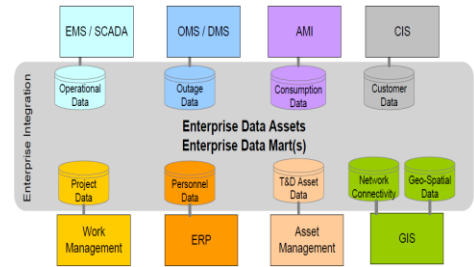 EMS / SCADA
OMS / DMS
AMI
CIS
Operational
Data
Outage
Data
Consumption
Data
Customer
Data
Enterprise Integration
Enterprise Data Assets
Enterprise Data Mart(s)
Project
Data
Personnel
Data
T&D Asset
Data
Network
Connectivity
Geo-Spatial
Data
Work
Management
ERP
Asset
Management
GIS